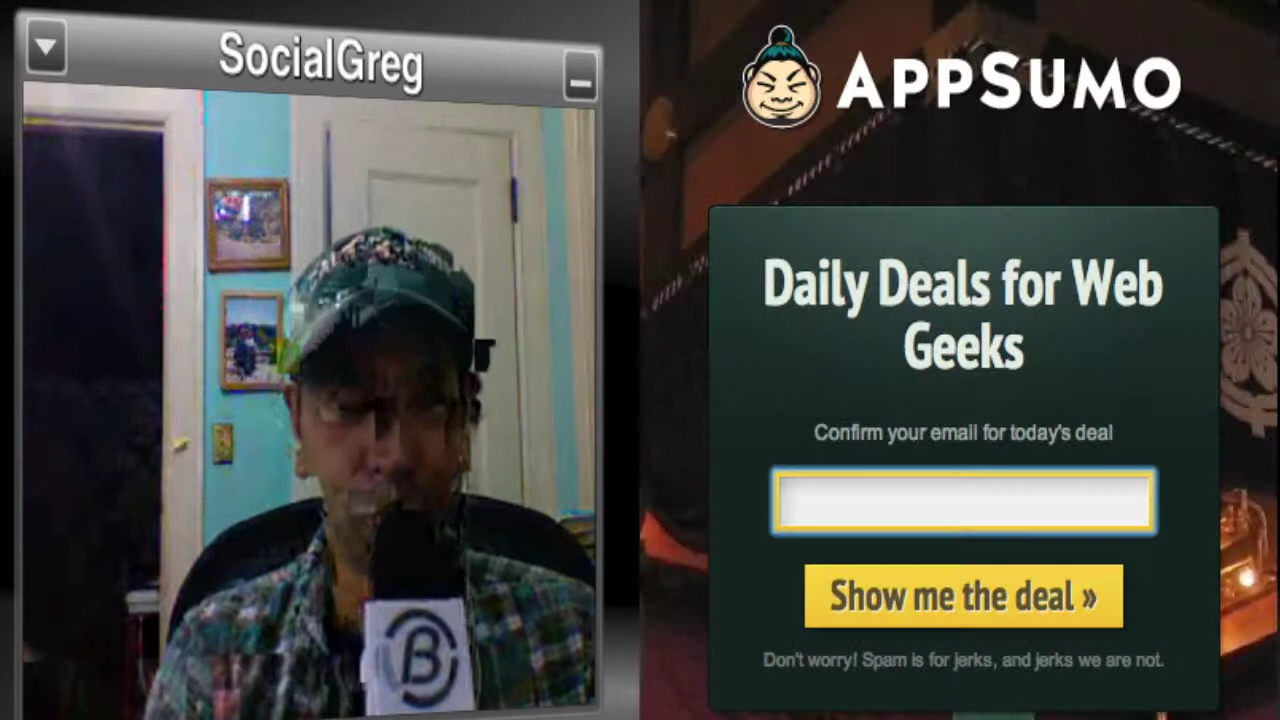 SocialGreg
B
APPSUMO
Daily Deals for Web
Geeks
Confirm your email for today's deal
Show me the deal »
Don't worry! Spam is for jerks, and jerks we are not.